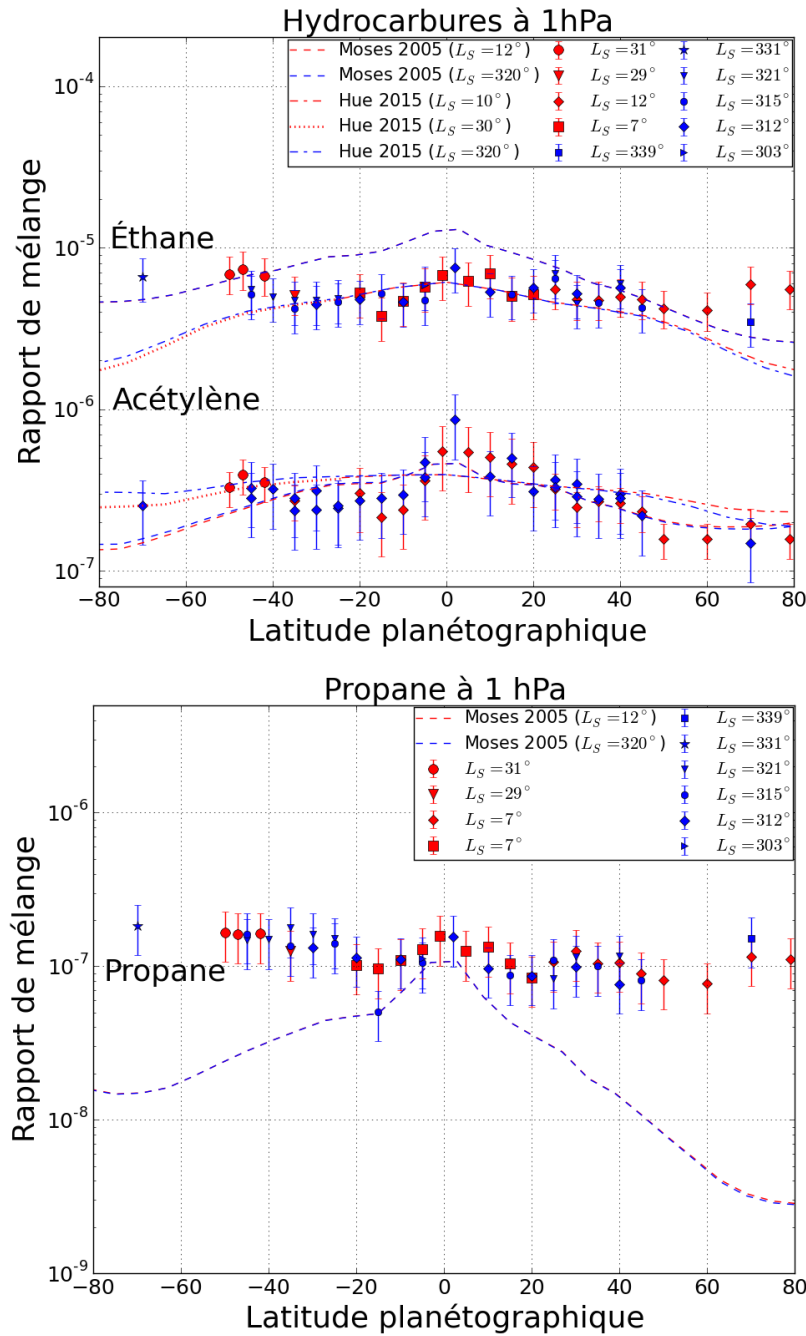 Hydrocarbures à 1hPa
Moses 2005 (L_S =12°)
Moses 2005 (L_S =320°)
Hue 2015 (L_S =10°)
Hue 2015 (L_S =30°)
Hue 2015 (L_S =320°)
L_S =31°
L_S =29°
L_S =12°
L_S =7°
L_S =339°
L_S =331°
L_S =321°
L_S =315°
L_S =312°
L_S =303°
10⁻⁴
10⁻⁵
10⁻⁶
10⁻⁷
Rapport de mélange
Éthane
Acétylène
−80 −60 −40 −20 0 20 40 60 80
Latitude planétographique
Propane à 1 hPa
Moses 2005 (L_S =12°)
Moses 2005 (L_S =320°)
L_S =31°
L_S =29°
L_S =7°
L_S =7°
L_S =339°
L_S =331°
L_S =321°
L_S =315°
L_S =312°
L_S =303°
10⁻⁶
10⁻⁷
10⁻⁸
10⁻⁹
Rapport de mélange
Propane
−80 −60 −40 −20 0 20 40 60 80
Latitude planétographique